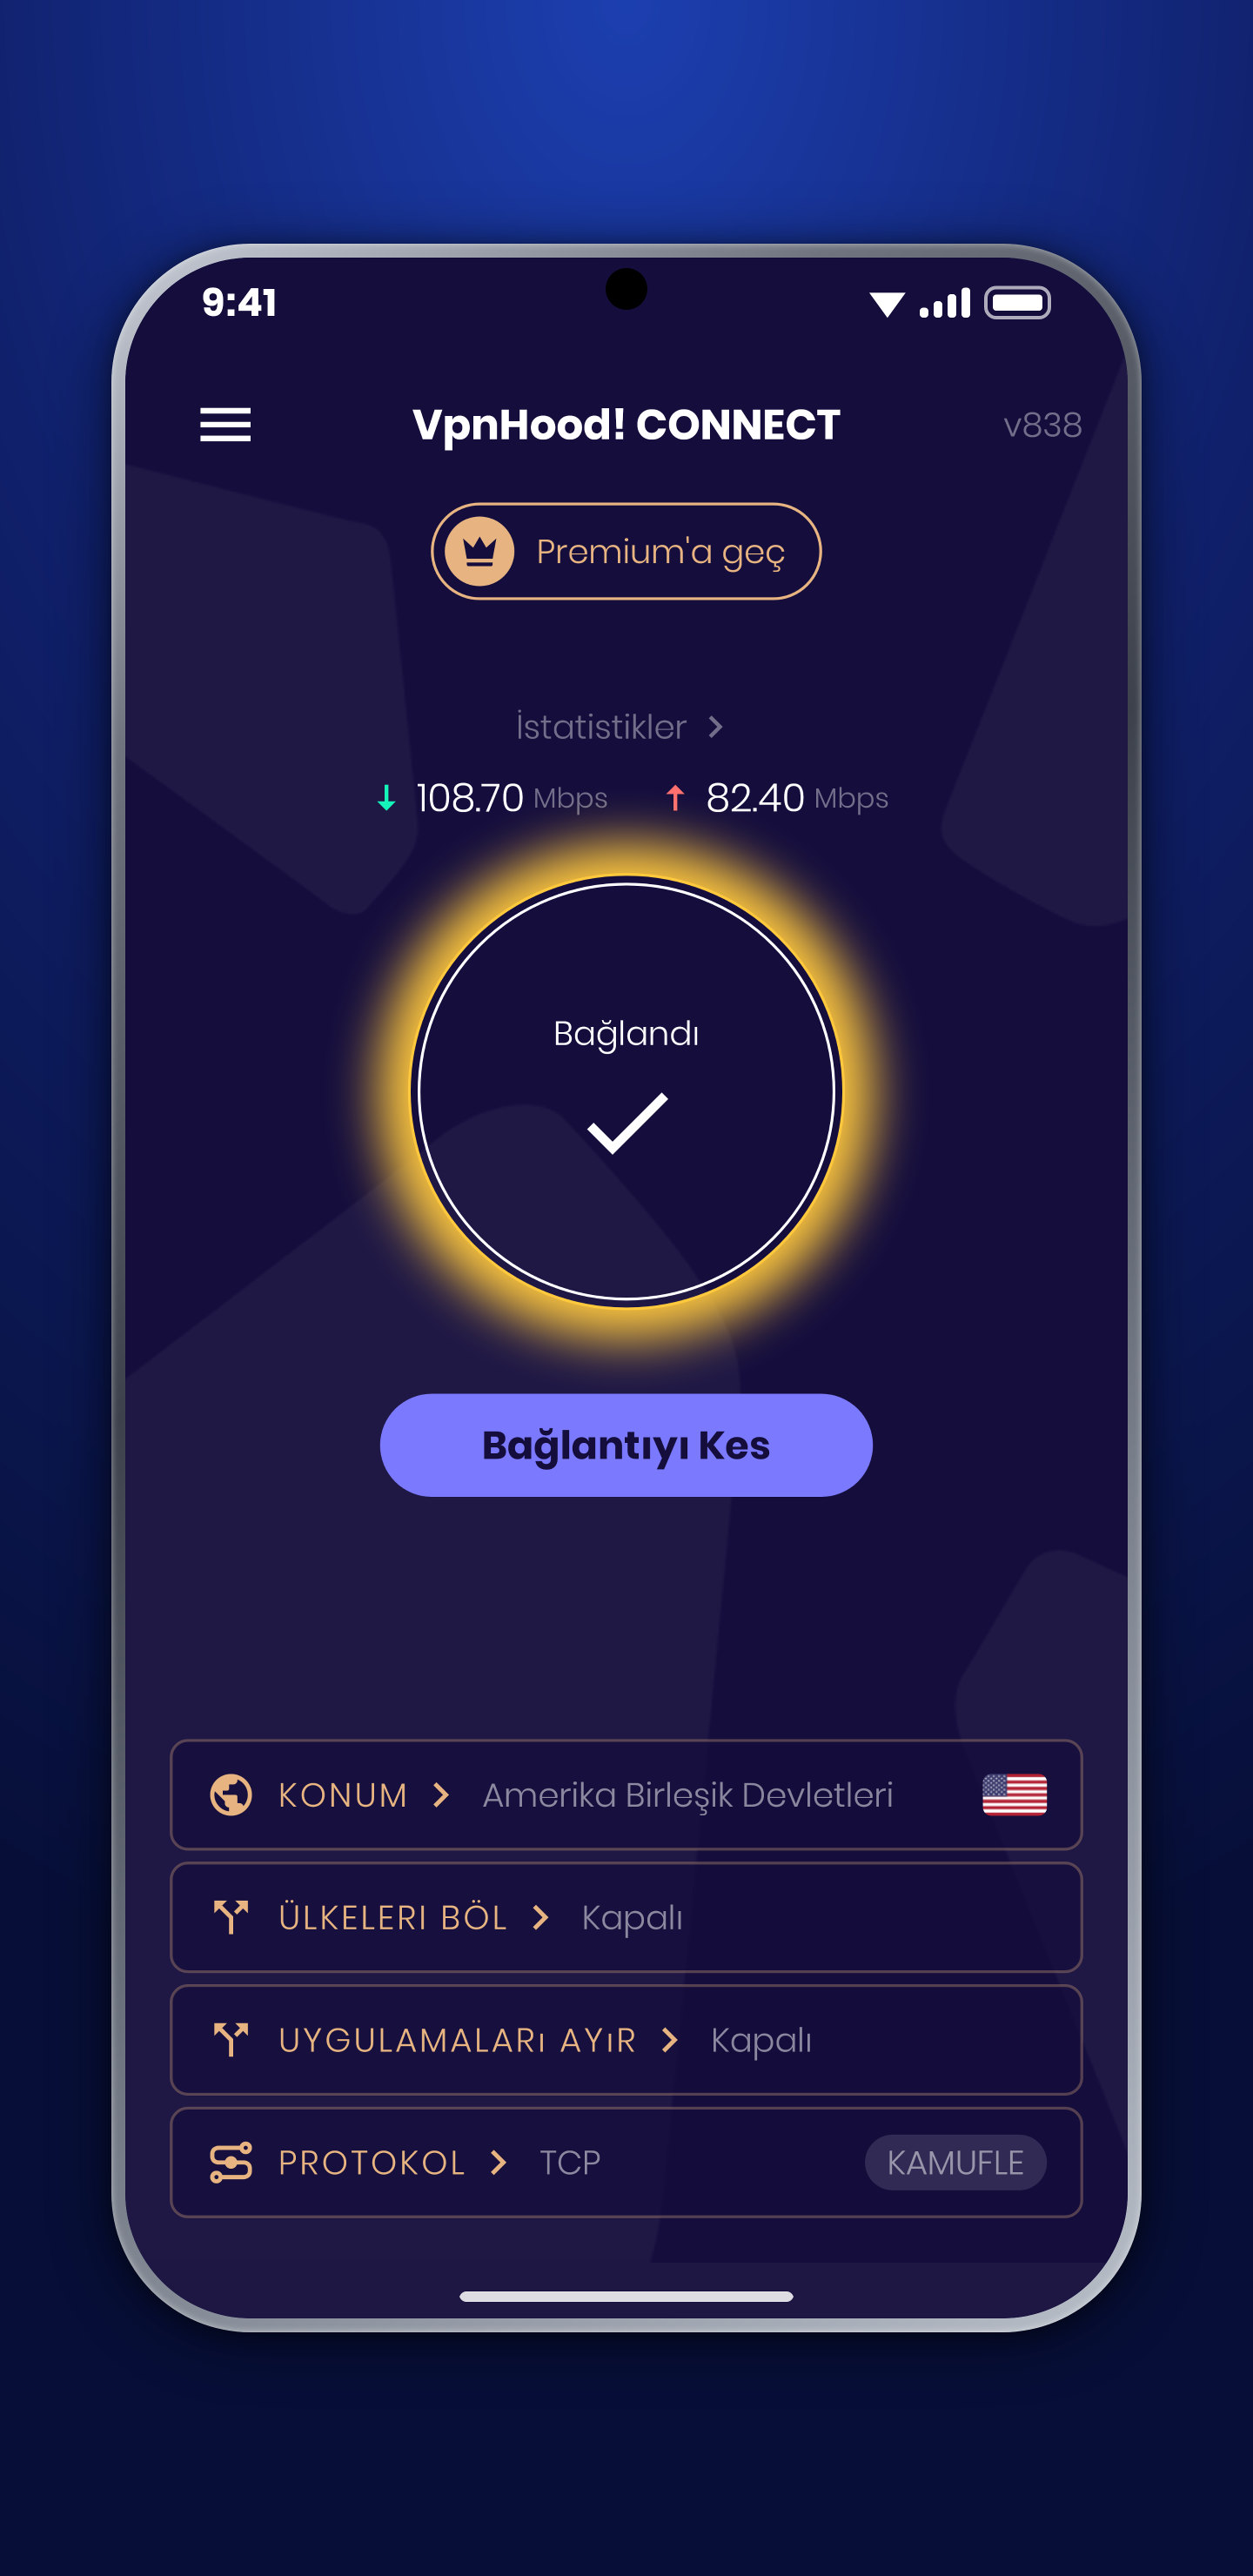 9:41
VpnHood! CONNECT
v838
Premium'a geç
İstatistikler
108.70 Mbps 82.40 Mbps
Bağlandı
Bağlantıyı Kes
KONUM Amerika Birleşik Devletleri
ÜLKELERI BÖL Kapalı
UYGULAMALARı AYıR Kapalı
PROTOKOL TCP KAMUFLE